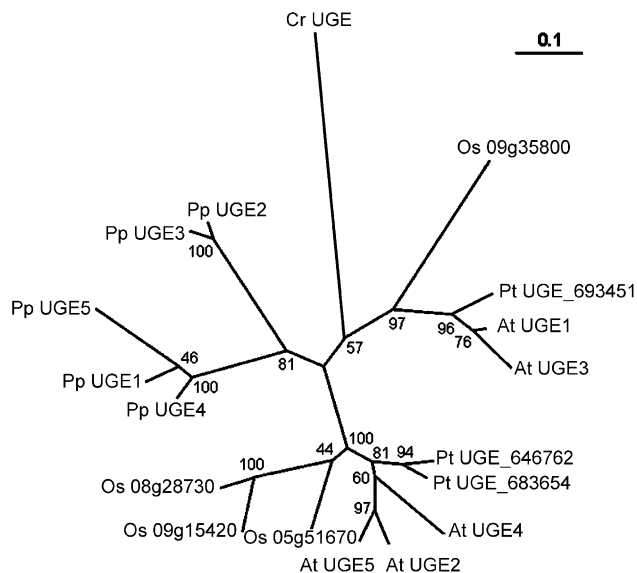 Cr UGE
0.1
Os 09g35800
Pp UGE2
Pp UGE3
100
Pt UGE_693451
Pp UGE5
97
96
At UGE1
76
57
46
81
At UGE3
Pp UGE1
100
Pp UGE4
100
44
81
94
Pt UGE_646762
100
60
Pt UGE_683654
Os 08g28730
97
Os 09g15420
Os 05g51670
At UGE4
At UGE5
At UGE2